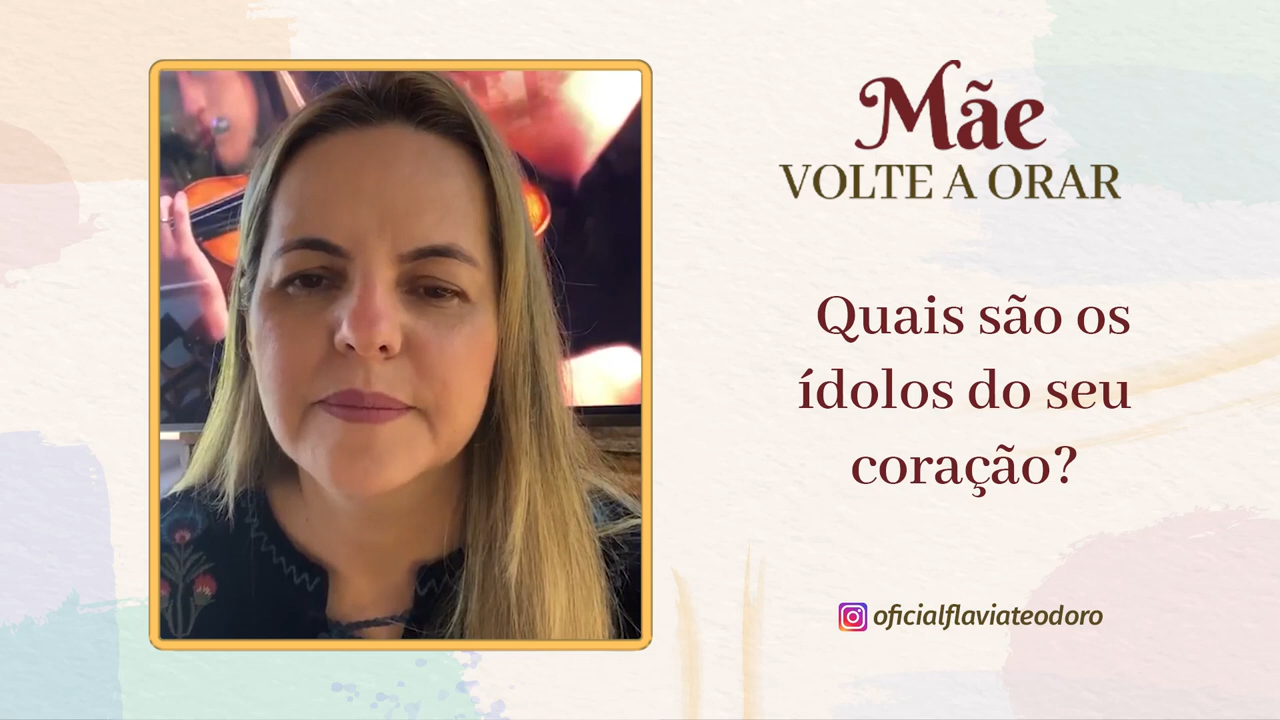 Mãe
VOLTE A ORAR
Quais são os
ídolos do seu
coração?
oficialflaviateodoro